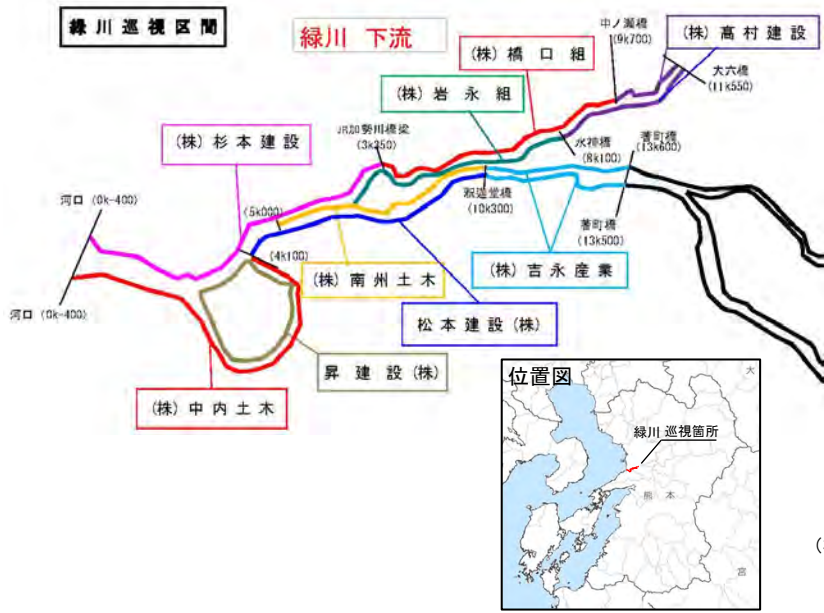 緑川巡視区間
緑川 下流
中ノ瀬橋
(9k700)
(株)高村建設
(株)橋口組
大六橋
(11k550)
(株)岩永組
JR加勢川橋梁
(3k350)
(株)杉本建設
水神橋
(8k100)
蓍町橋
(13k600)
河口 (0k-400)
(5k000)
釈迦堂橋
(10k300)
蓍町橋
(13k500)
(4k100)
(株)南州土木
(株)吉永産業
河口 (0k-400)
松本建設(株)
昇建設(株)
(株)中内土木
位置図
大
緑川 巡視箇所
熊本
宮